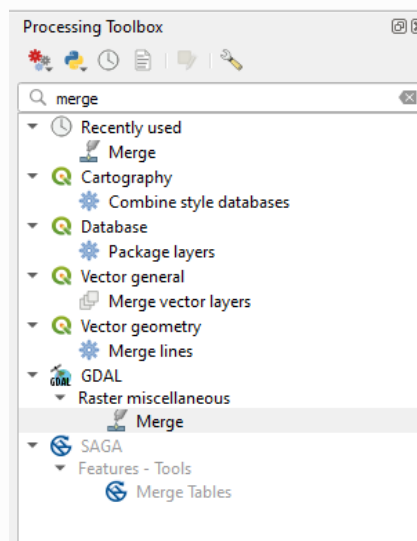 Processing Toolbox
merge
Recently used
Merge
Cartography
Combine style databases
Database
Package layers
Vector general
Merge vector layers
Vector geometry
Merge lines
GDAL
Raster miscellaneous
Merge
SAGA
Features - Tools
Merge Tables